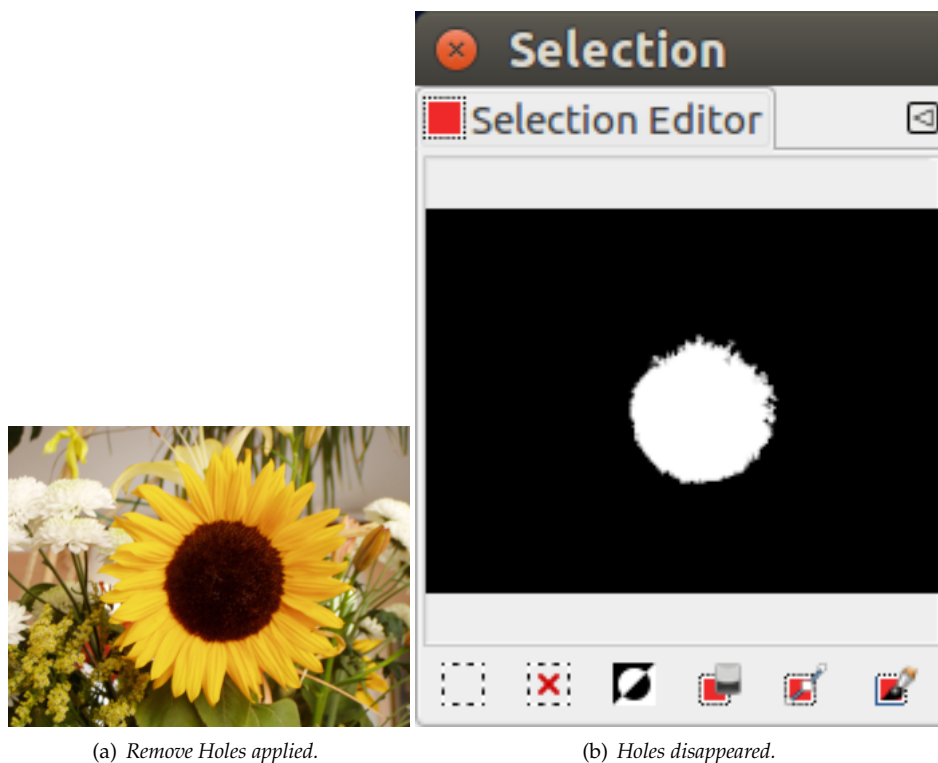 Selection
Selection Editor
(a) Remove Holes applied.
(b) Holes disappeared.